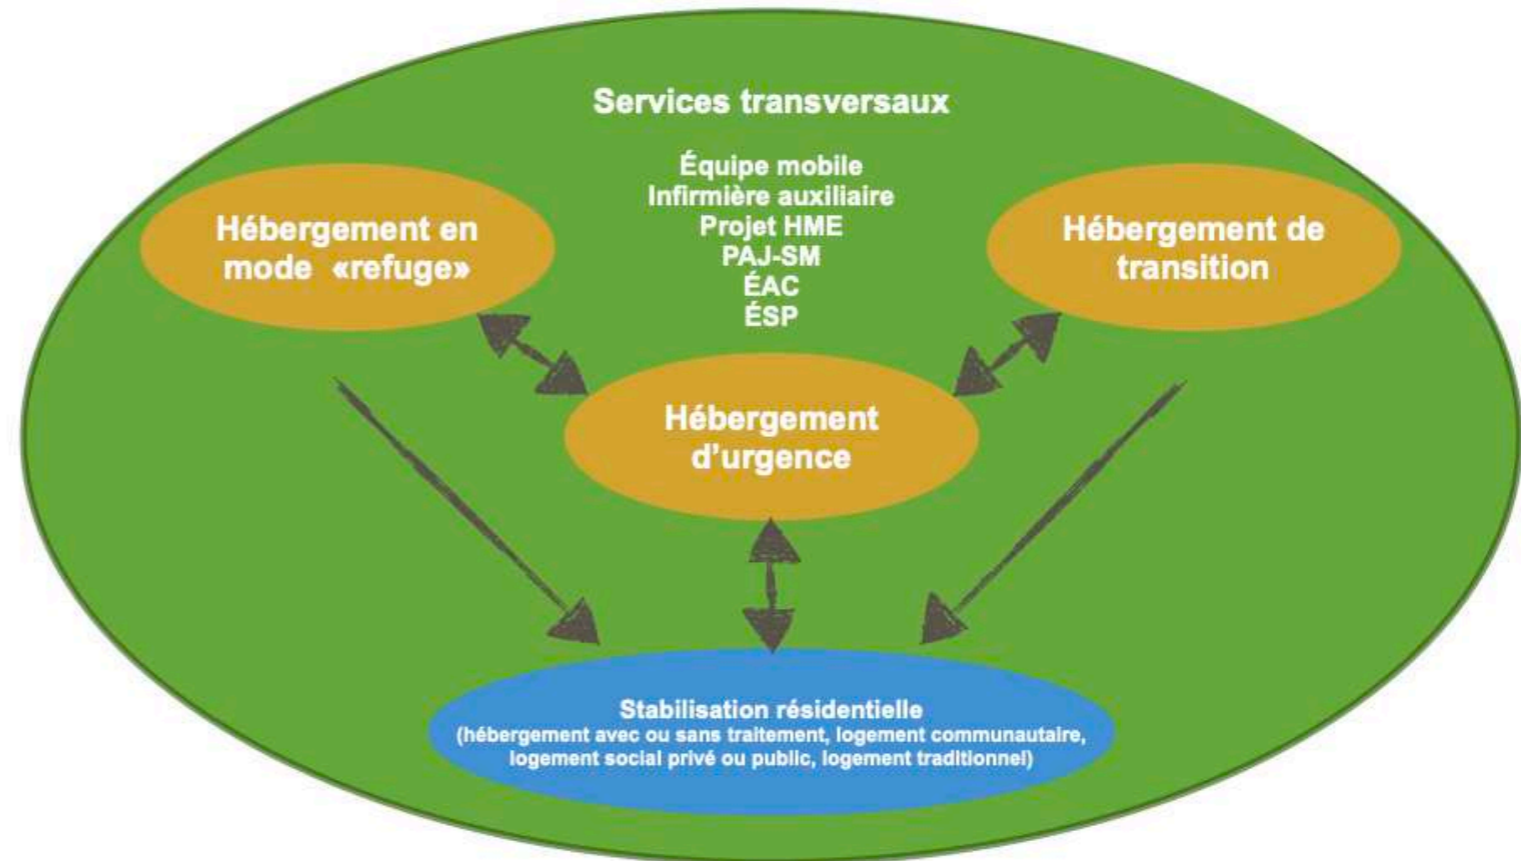 Services transversaux
Équipe mobile
Infirmière auxiliaire
Projet HME
PAJ-SM
ÉAC
ÉSP
Hébergement en
mode «refuge»
Hébergement de
transition
Hébergement
d’urgence
Stabilisation résidentielle
(hébergement avec ou sans traitement, logement communautaire,
logement social privé ou public, logement traditionnel)